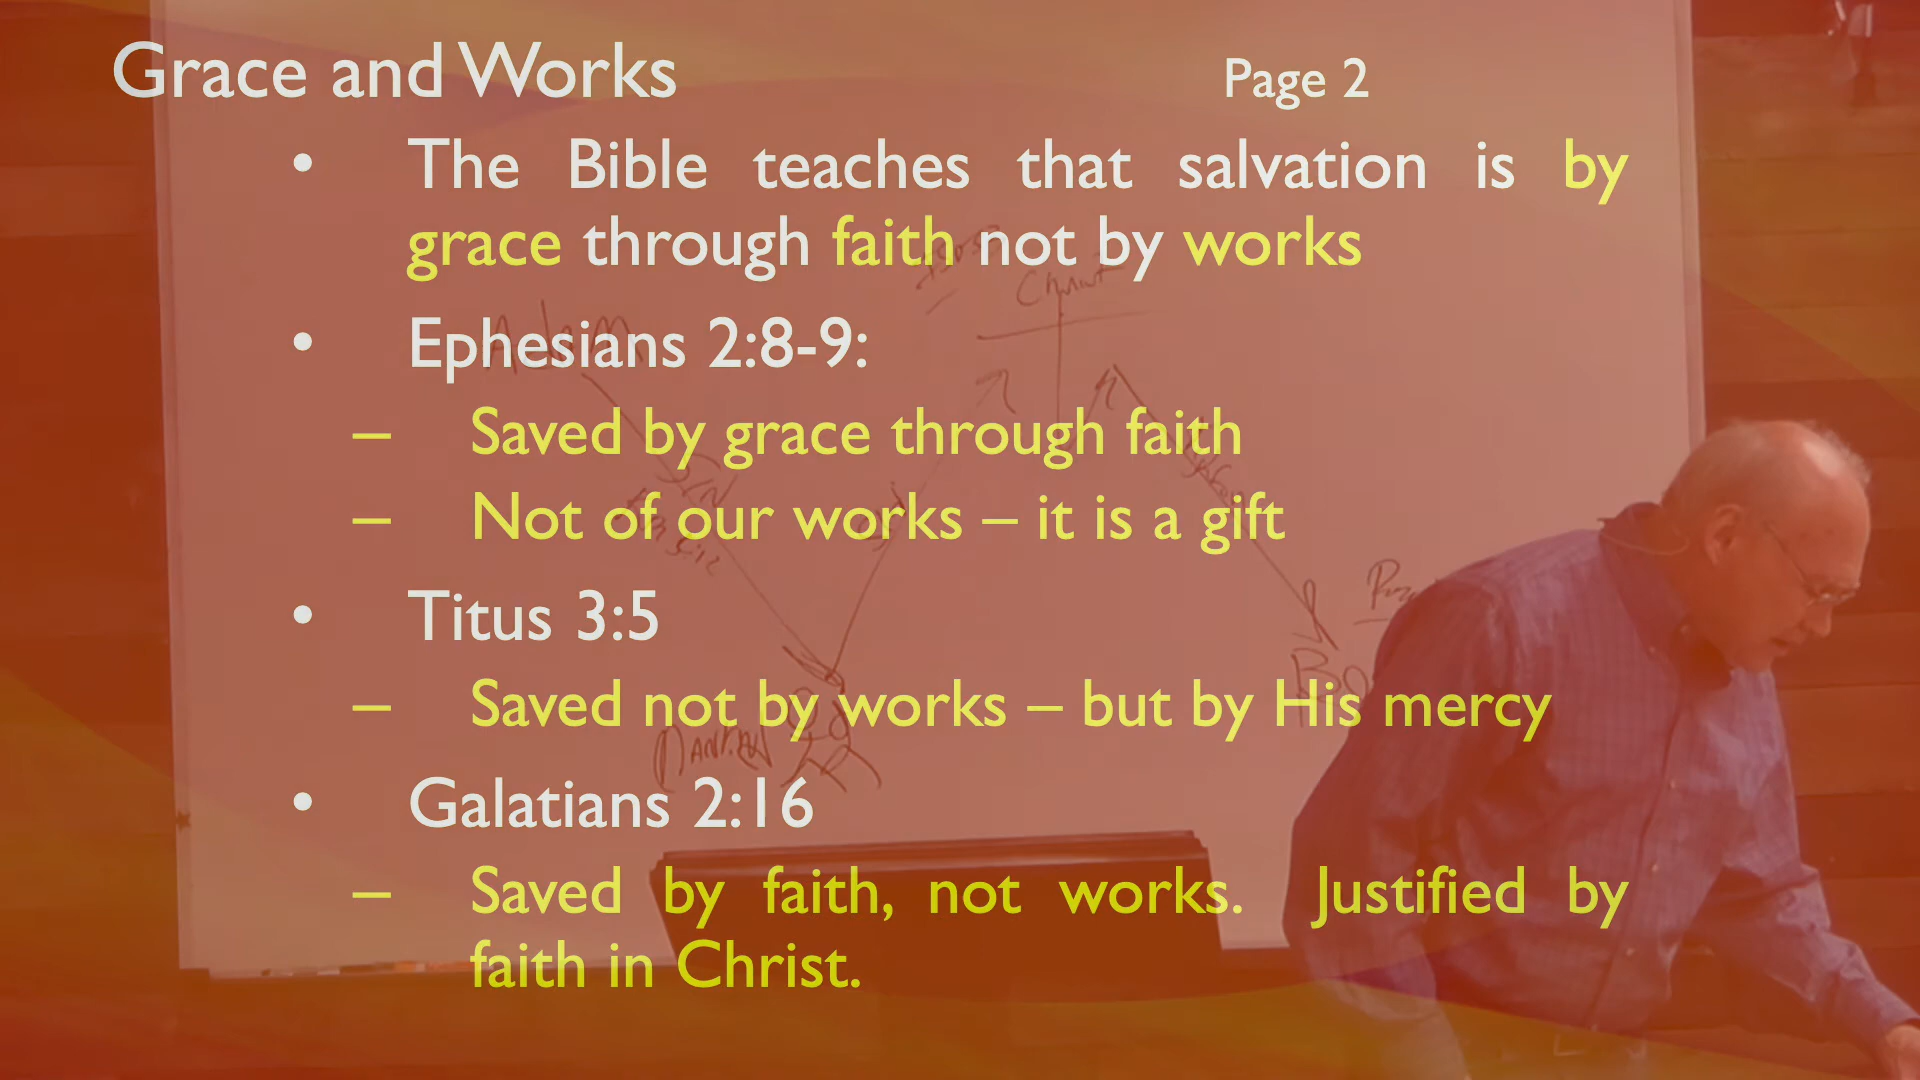 Grace and Works
Page 2
• The Bible teaches that salvation is by
grace through faith not by works
• Ephesians 2:8-9:
– Saved by grace through faith
– Not of our works – it is a gift
• Titus 3:5
– Saved not by works – but by His mercy
• Galatians 2:16
– Saved by faith, not works. Justified by
faith in Christ.
Adam
Christ
SIN